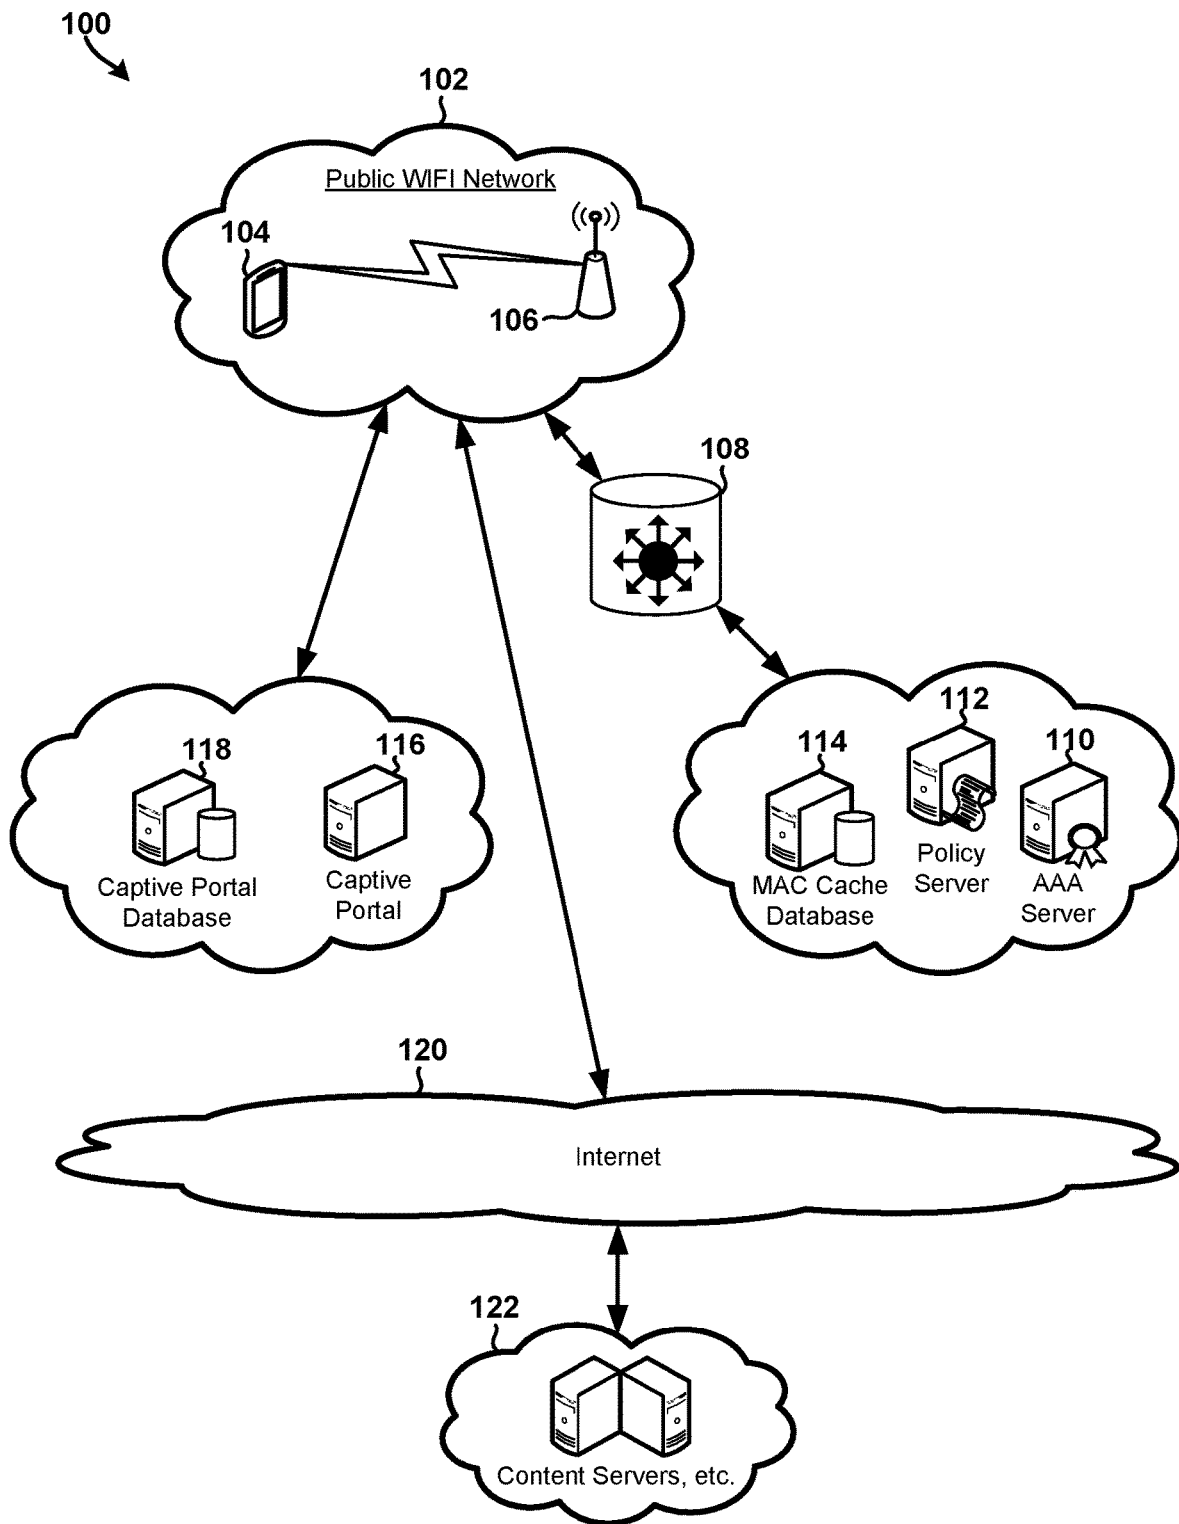 100
102
Public WIFI Network
104
106
108
112
118
116
114
110
Policy
Server
Captive Portal
Database
Captive
Portal
MAC Cache
Database
AAA
Server
120
Internet
122
Content Servers, etc.